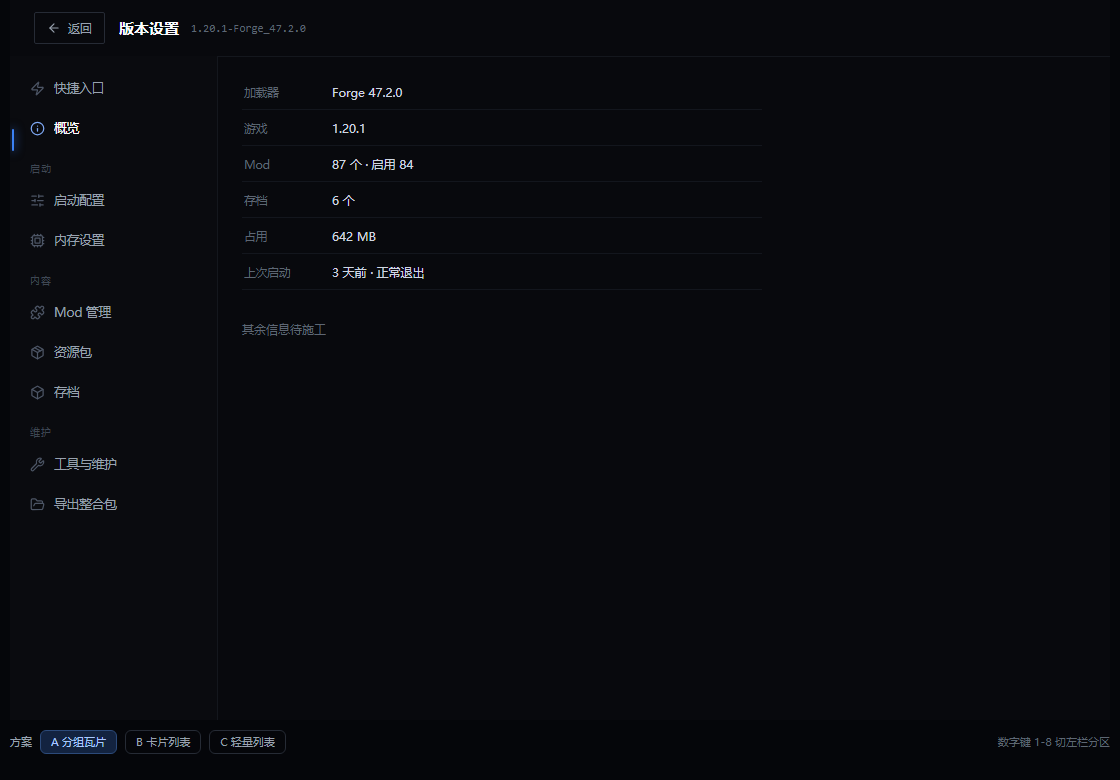 返回 版本设置 1.20.1-Forge_47.2.0
快捷入口
概览
启动
启动配置
内存设置
内容
Mod 管理
资源包
存档
维护
工具与维护
导出整合包
加载器 Forge 47.2.0
游戏 1.20.1
Mod 87 个 · 启用 84
存档 6 个
占用 642 MB
上次启动 3 天前 · 正常退出
其余信息待施工
方案 A 分组瓦片 B 卡片列表 C 轻量列表 数字键 1-8 切左栏分区